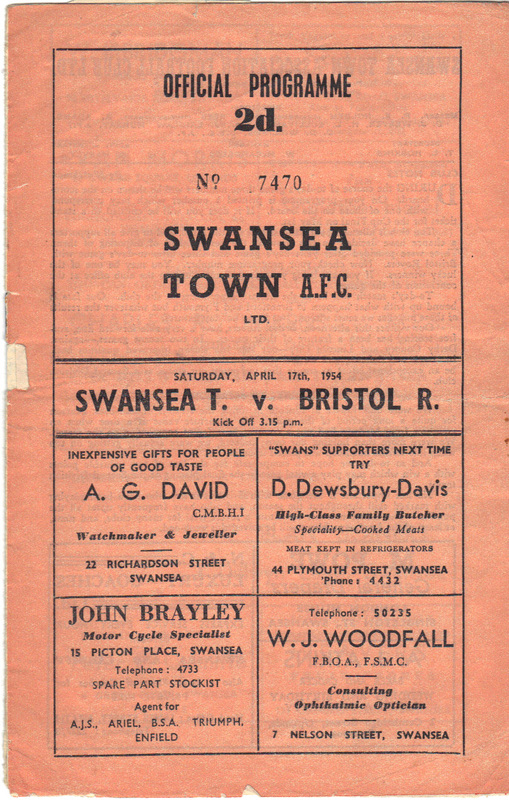 OFFICIAL PROGRAMME
2d.
Nº 7470
SWANSEA
TOWN A.F.C.
LTD.
SATURDAY, APRIL 17th, 1954
SWANSEA T. v. BRISTOL R.
Kick Off 3.15 p.m.
INEXPENSIVE GIFTS FOR PEOPLE
OF GOOD TASTE
A. G. DAVID
C.M.B.H.I
Watchmaker & Jeweller
22 RICHARDSON STREET
SWANSEA
"SWANS" SUPPORTERS NEXT TIME
TRY
D. Dewsbury-Davis
High-Class Family Butcher
Speciality—Cooked Meats
MEAT KEPT IN REFRIGERATORS
44 PLYMOUTH STREET, SWANSEA
'Phone: 4432
JOHN BRAYLEY
Motor Cycle Specialist
15 PICTON PLACE, SWANSEA
Telephone: 4733
SPARE PART STOCKIST
Agent for
A.J.S., ARIEL, B.S.A. TRIUMPH,
ENFIELD
Telephone: 50235
W. J. WOODFALL
F.B.O.A., F.S.M.C.
Consulting
Ophthalmic Optician
7 NELSON STREET, SWANSEA